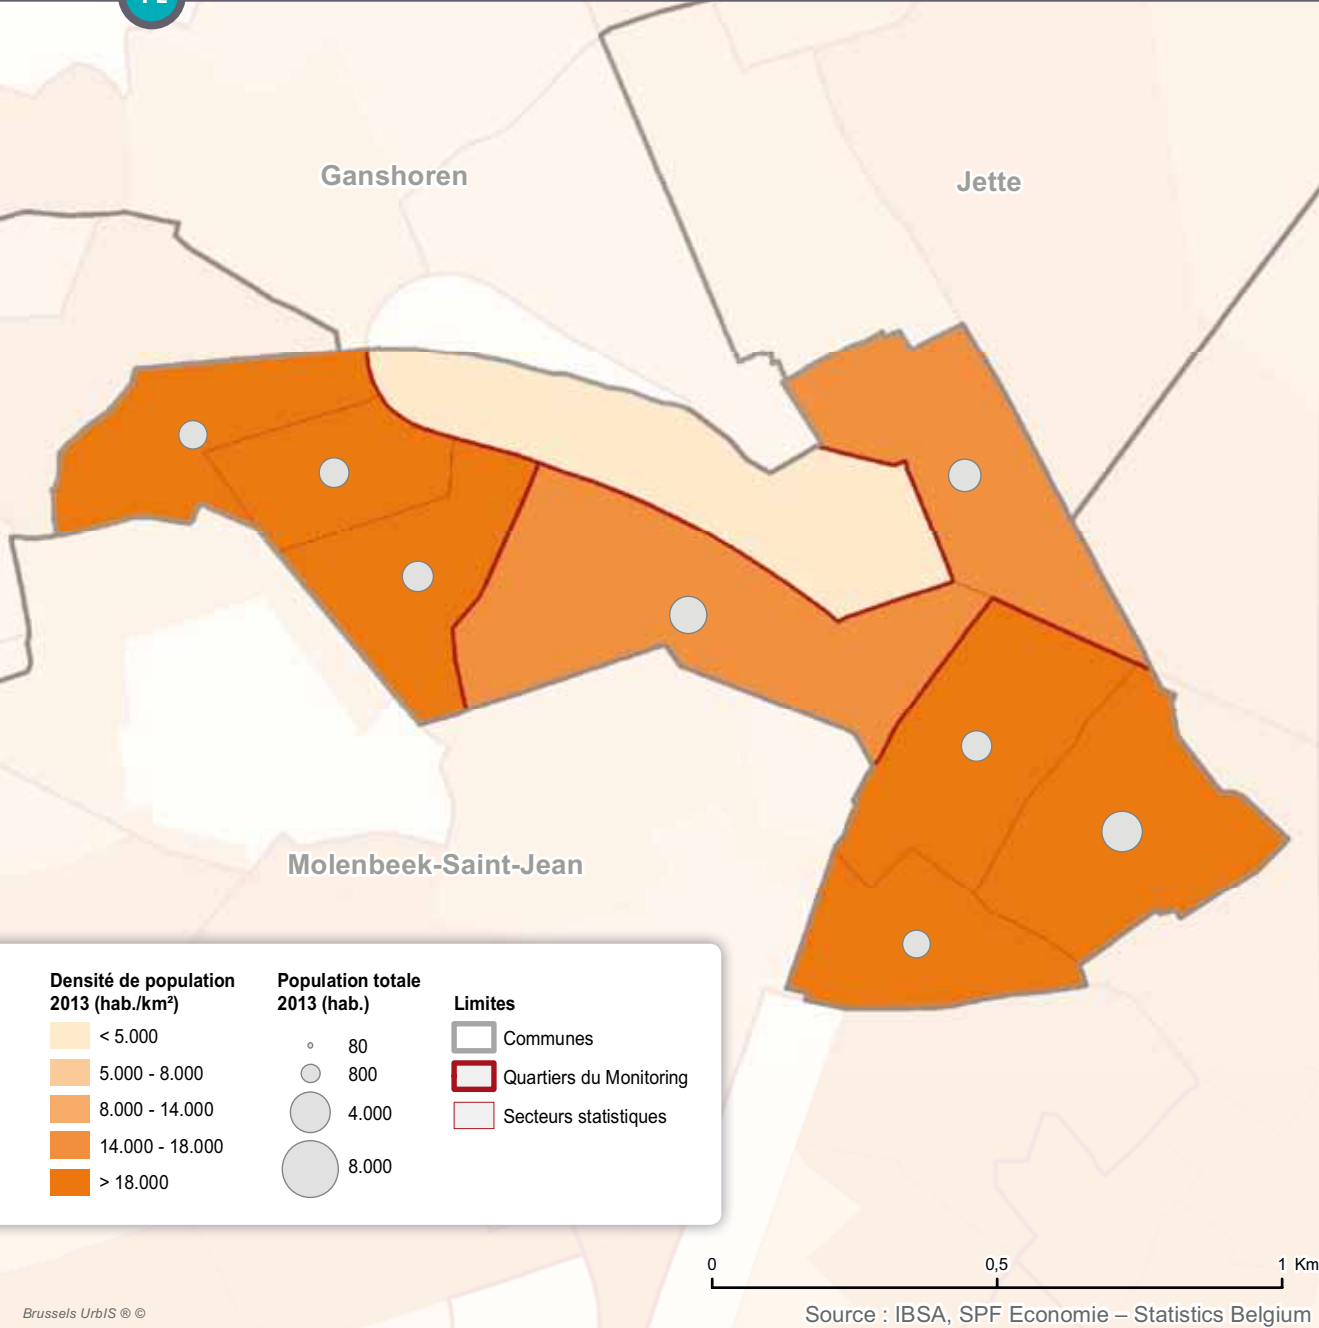 Ganshoren
Jette
Molenbeek-Saint-Jean
Densité de population
2013 (hab./km²)
< 5.000
5.000 - 8.000
8.000 - 14.000
14.000 - 18.000
> 18.000
Population totale
2013 (hab.)
80
800
4.000
8.000
Limites
Communes
Quartiers du Monitoring
Secteurs statistiques
0 0,5 1 Km
Brussels UrbIS ® ©
Source : IBSA, SPF Economie – Statistics Belgium